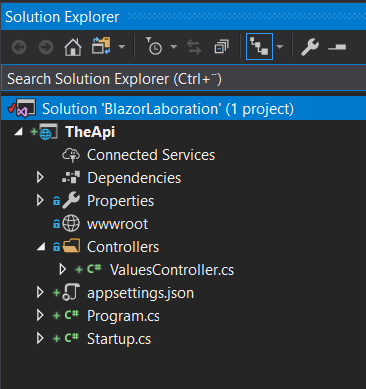 Solution Explorer
Search Solution Explorer (Ctrl+¨)
Solution 'BlazorLaboration' (1 project)
TheApi
Connected Services
Dependencies
Properties
wwwroot
Controllers
C# ValuesController.cs
appsettings.json
C# Program.cs
C# Startup.cs